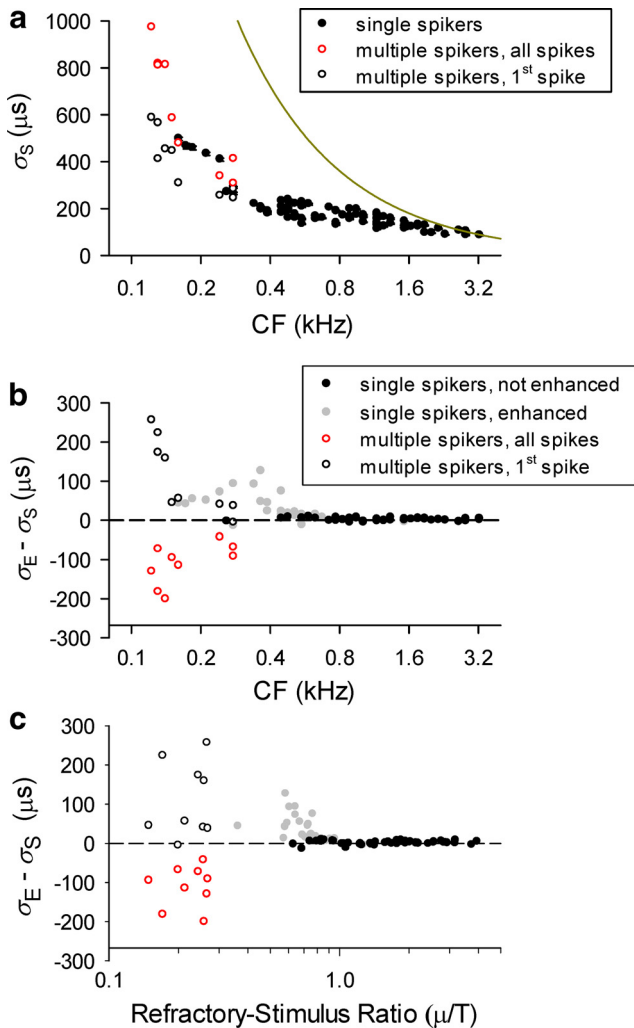 a
single spikers
multiple spikers, all spikes
multiple spikers, 1st spike
1000
800
600
400
200
0
σS (μs)
0.1 0.2 0.4 0.8 1.6 3.2
CF (kHz)
b
single spikers, not enhanced
single spikers, enhanced
multiple spikers, all spikes
multiple spikers, 1st spike
300
200
100
0
-100
-200
-300
σE - σS (μs)
0.1 0.2 0.4 0.8 1.6 3.2
CF (kHz)
c
300
200
100
0
-100
-200
-300
σE - σS (μs)
0.1 1.0
Refractory-Stimulus Ratio (μ/T)